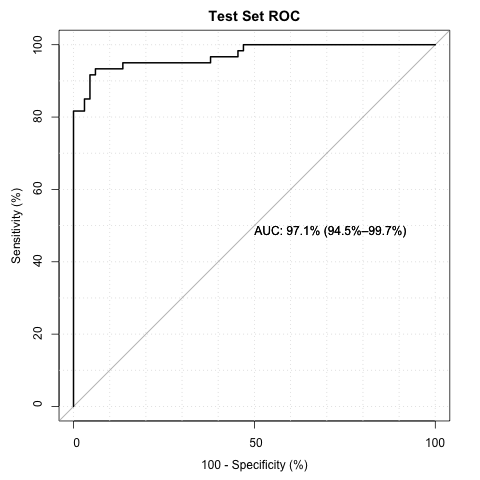 Test Set ROC
100
80
60
40
20
0
Sensitivity (%)
AUC: 97.1% (94.5%–99.7%)
0
50
100
100 - Specificity (%)